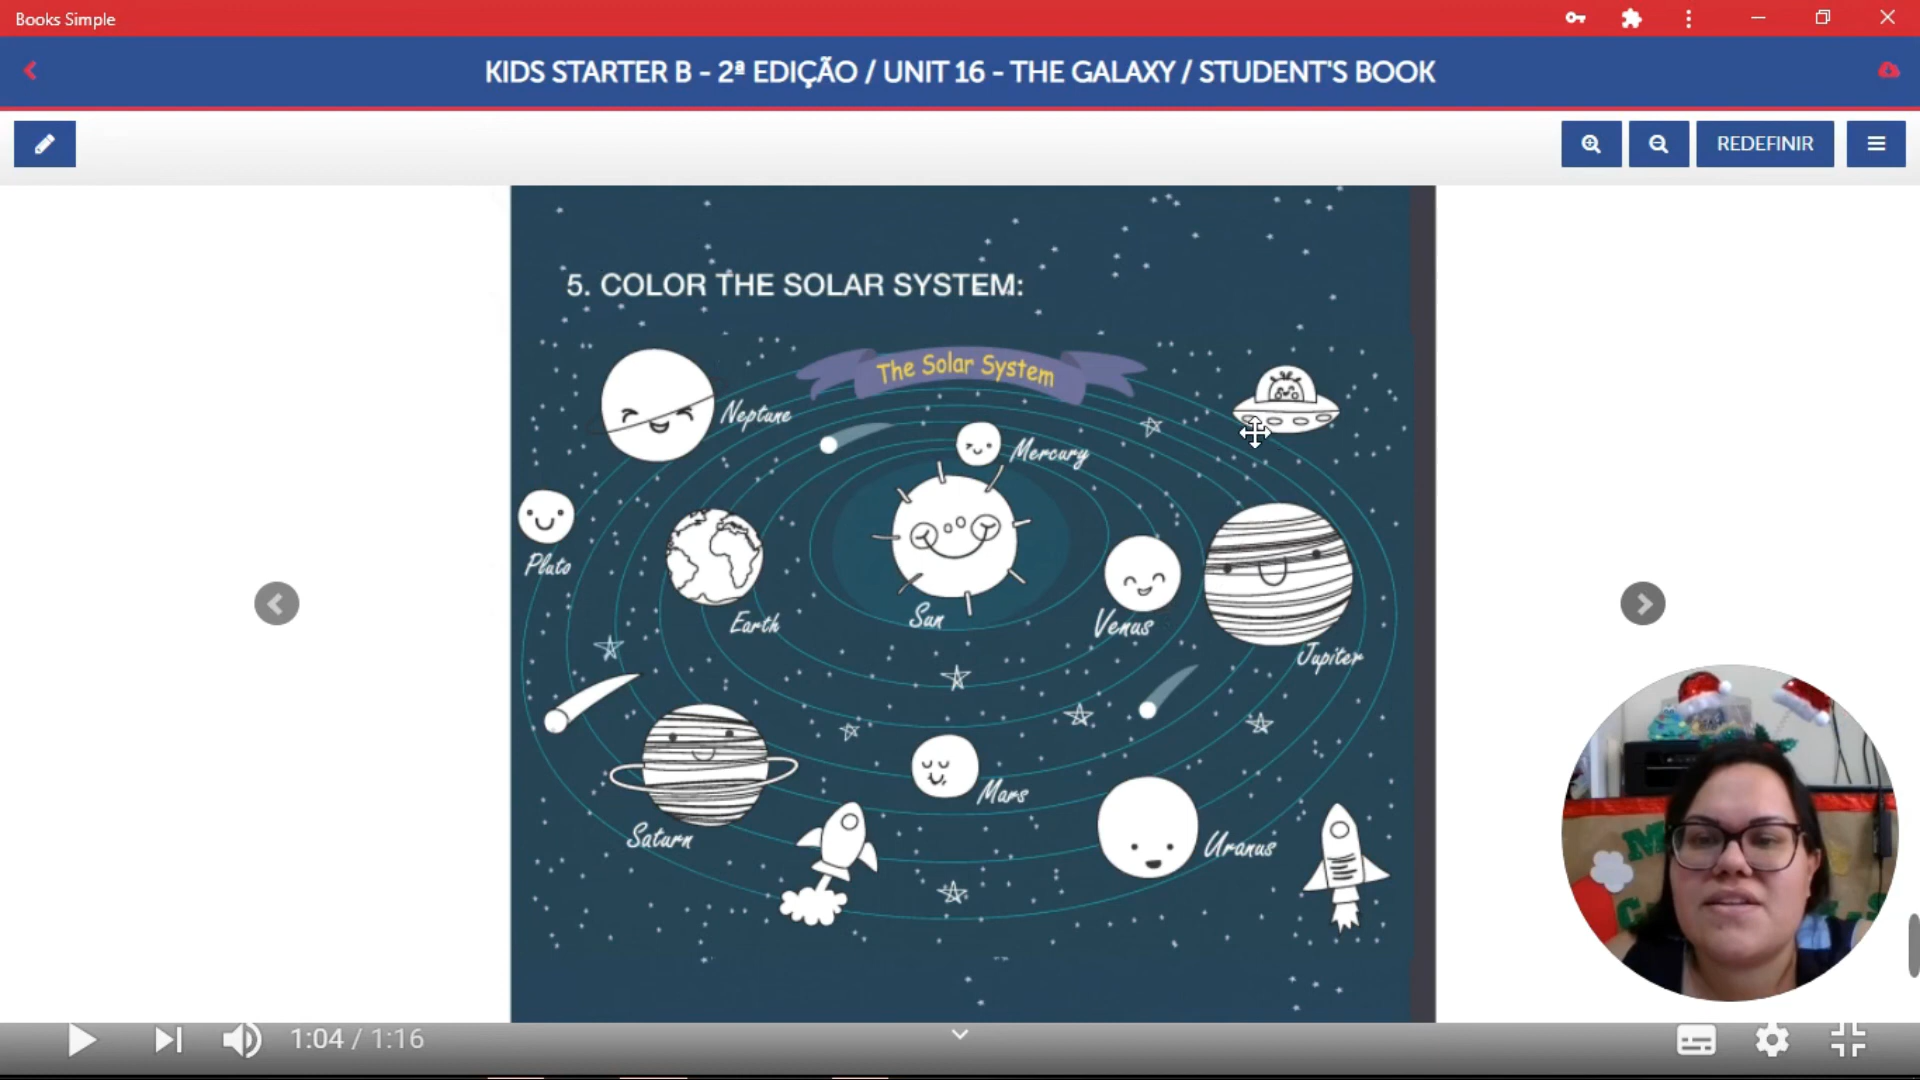 Books Simple
KIDS STARTER B - 2ª EDIÇÃO / UNIT 16 - THE GALAXY / STUDENT'S BOOK
REDEFINIR
5. COLOR THE SOLAR SYSTEM:
The Solar System
Neptune
Mercury
Pluto
Earth
Sun
Venus
Jupiter
Mars
Saturn
Uranus
1:04 / 1:16